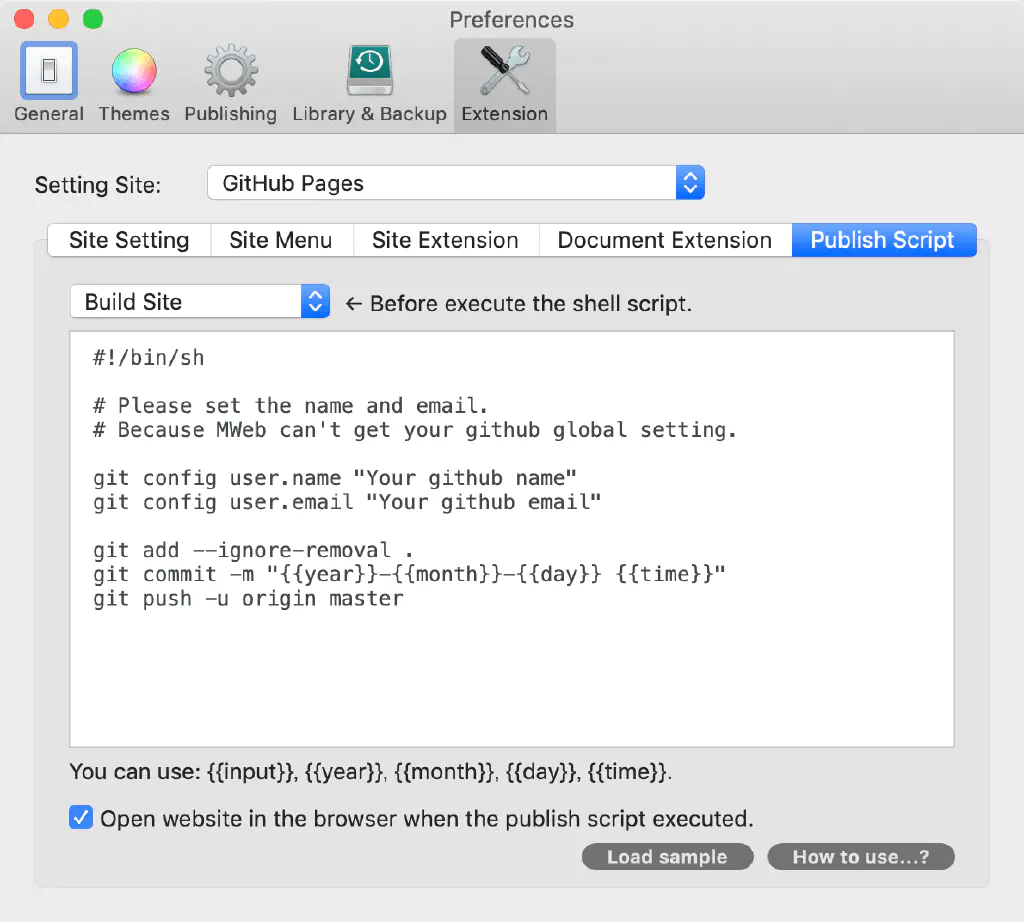 Preferences
General Themes Publishing Library & Backup Extension
Setting Site: GitHub Pages
Site Setting Site Menu Site Extension Document Extension Publish Script
Build Site ← Before execute the shell script.
#!/bin/sh
# Please set the name and email.
# Because MWeb can't get your github global setting.
git config user.name "Your github name"
git config user.email "Your github email"
git add --ignore-removal .
git commit -m "{{year}}-{{month}}-{{day}} {{time}}"
git push -u origin master
You can use: {{input}}, {{year}}, {{month}}, {{day}}, {{time}}.
Open website in the browser when the publish script executed.
Load sample How to use...?